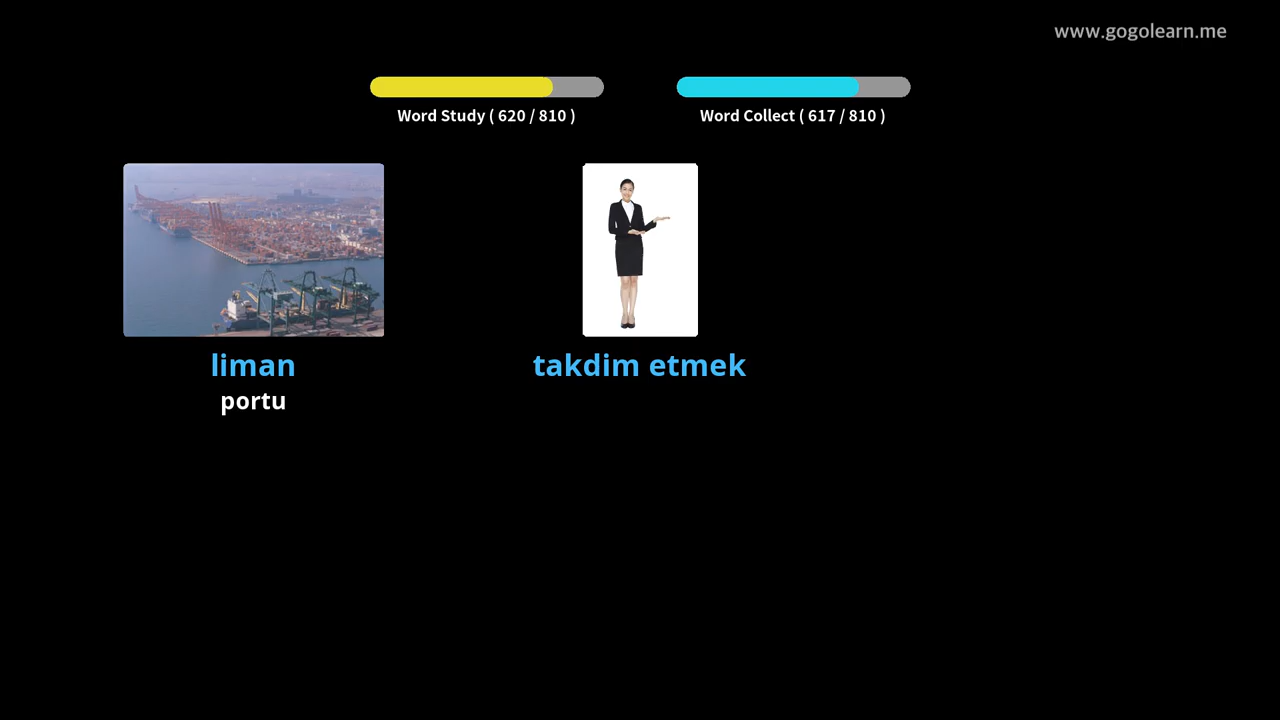 www.gogolearn.me
Word Study ( 620 / 810 )
Word Collect ( 617 / 810 )
liman
portu
takdim etmek